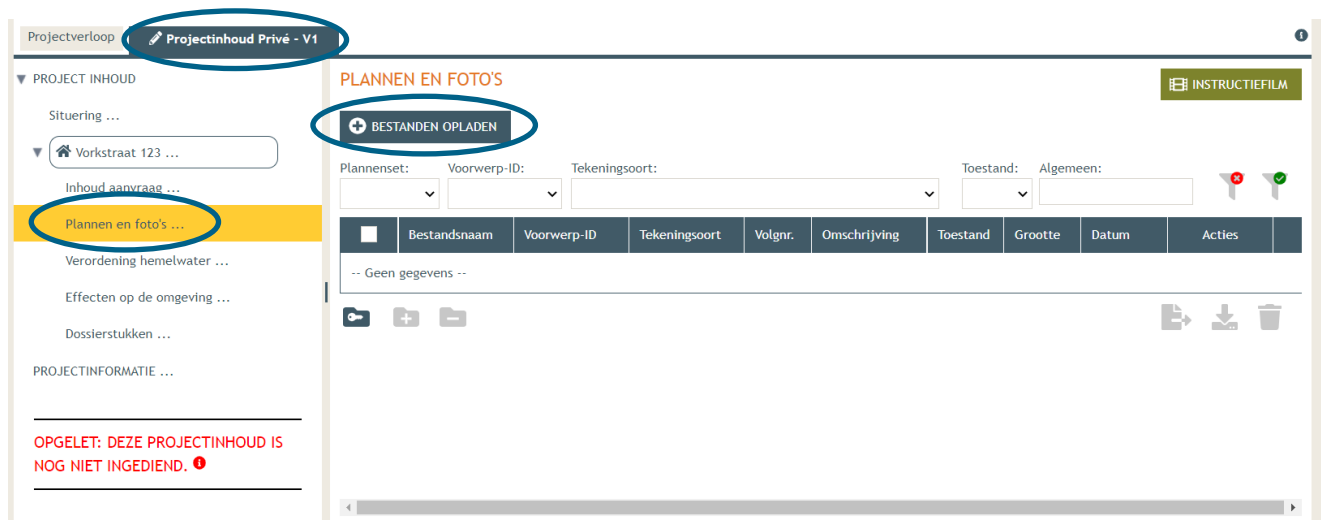 Projectverloop
Projectinhoud Privé - V1
PROJECT INHOUD
Situering ...
Vorkstraat 123 ...
Inhoud aanvraag ...
Plannen en foto's ...
Verordening hemelwater ...
Effecten op de omgeving ...
Dossierstukken ...
PROJECTINFORMATIE ...
OPGELET: DEZE PROJECTINHOUD IS
NOG NIET INGEDIEND.
PLANNEN EN FOTO'S
INSTRUCTIEFILM
BESTANDEN OPLADEN
Plannenset: Voorwerp-ID: Tekeningsoort: Toestand: Algemeen:
Bestandsnaam Voorwerp-ID Tekeningsoort Volgnr. Omschrijving Toestand Grootte Datum Acties
-- Geen gegevens --